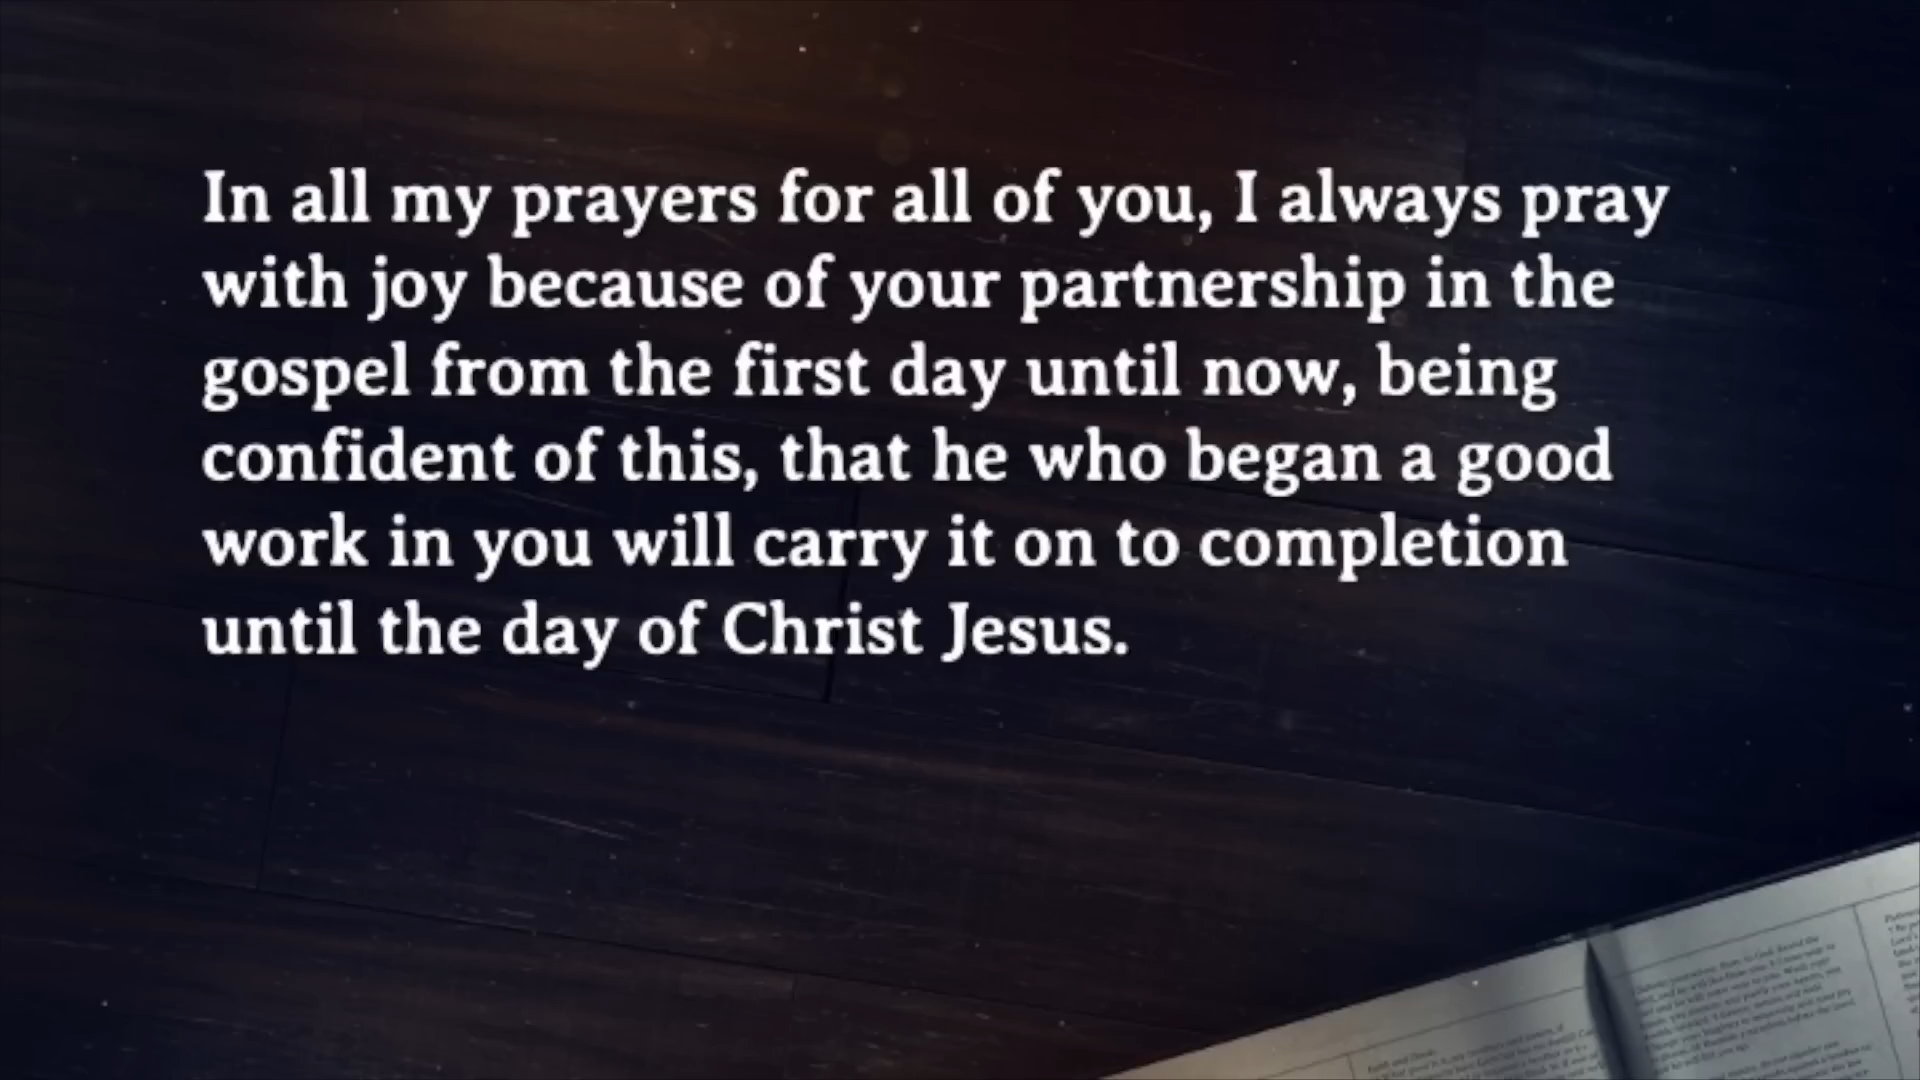 In all my prayers for all of you, I always pray
with joy because of your partnership in the
gospel from the first day until now, being
confident of this, that he who began a good
work in you will carry it on to completion
until the day of Christ Jesus.